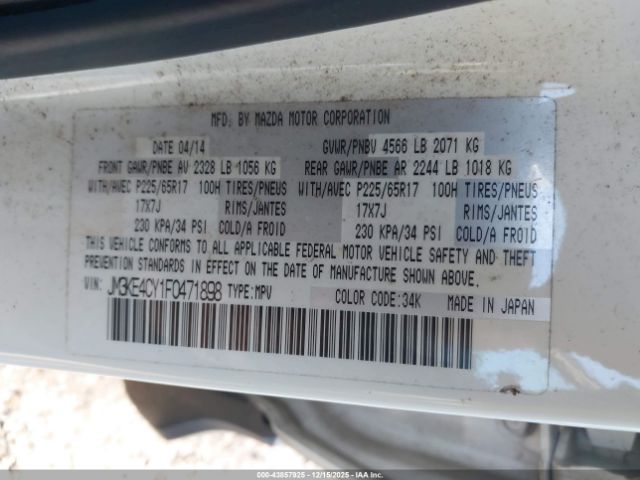 MFD. BY MAZDA MOTOR CORPORATION
DATE 04/14 GVWR/PNBV 4566 LB 2071 KG
FRONT GAWR/PNBE AV 2328 LB 1056 KG REAR GAWR/PNBE AR 2244 LB 1018 KG
WITH/AVEC P225/65R17 100H TIRES/PNEUS WITH/AVEC P225/65R17 100H TIRES/PNEUS
17X7J RIMS/JANTES 17X7J RIMS/JANTES
230 KPA/34 PSI COLD/A FROID 230 KPA/34 PSI COLD/A FROID
THIS VEHICLE CONFORMS TO ALL APPLICABLE FEDERAL MOTOR VEHICLE SAFETY AND THEFT
PREVENTION STANDARDS IN EFFECT ON THE DATE OF MANUFACTURE SHOWN ABOVE.
VIN: JM3KE4CY1F0471898 TYPE:MPV COLOR CODE:34K MADE IN JAPAN
00-43857925 - 12/15/2025 - COPYRIGHT IAA, LLC.